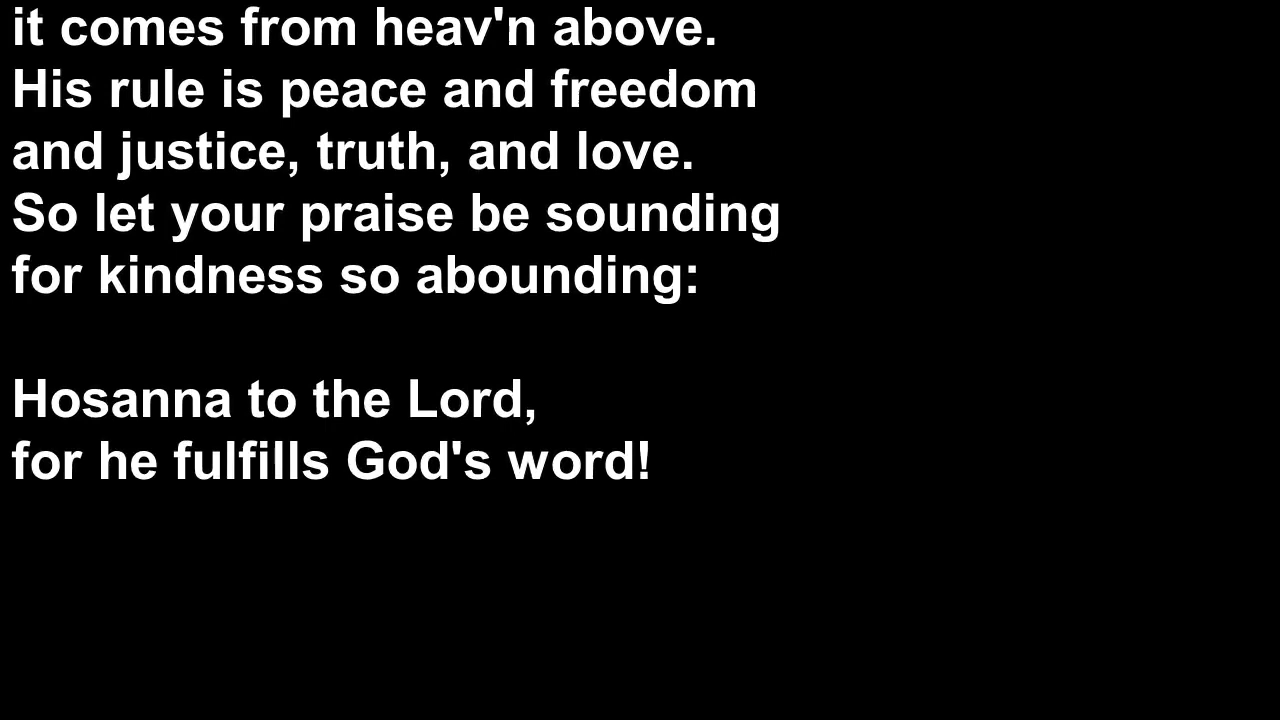 it comes from heav'n above.
His rule is peace and freedom
and justice, truth, and love.
So let your praise be sounding
for kindness so abounding:

Hosanna to the Lord,
for he fulfills God's word!